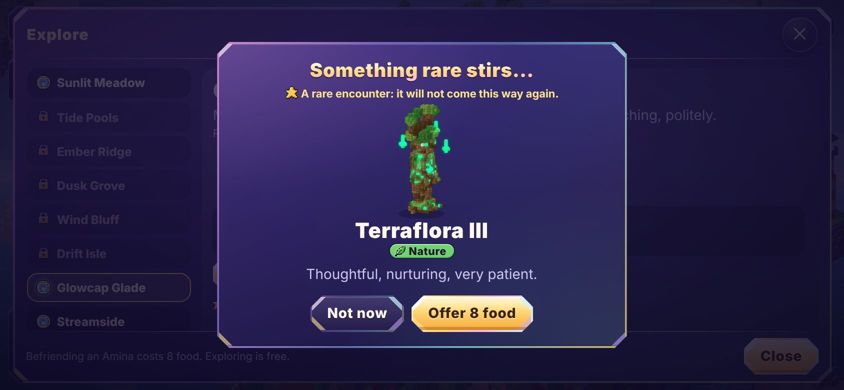 Explore
Something rare stirs...
A rare encounter: it will not come this way again.
Sunlit Meadow
Tide Pools
ching, politely.
Ember Ridge
Dusk Grove
Wind Bluff
Terraflora III
Nature
Drift Isle
Thoughtful, nurturing, very patient.
Glowcap Glade
Not now
Offer 8 food
Streamside
Befriending an Amina costs 8 food. Exploring is free.
Close